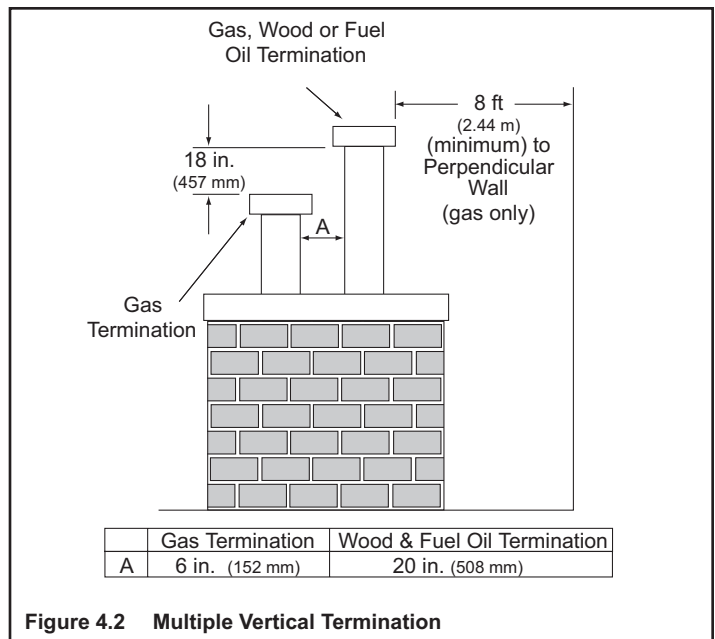 Gas, Wood or Fuel
Oil Termination
8 ft
(2.44 m)
(minimum) to
Perpendicular
Wall
(gas only)
18 in.
(457 mm)
A
Gas
Termination
Gas Termination Wood & Fuel Oil Termination
A 6 in. (152 mm) 20 in. (508 mm)
Figure 4.2 Multiple Vertical Termination